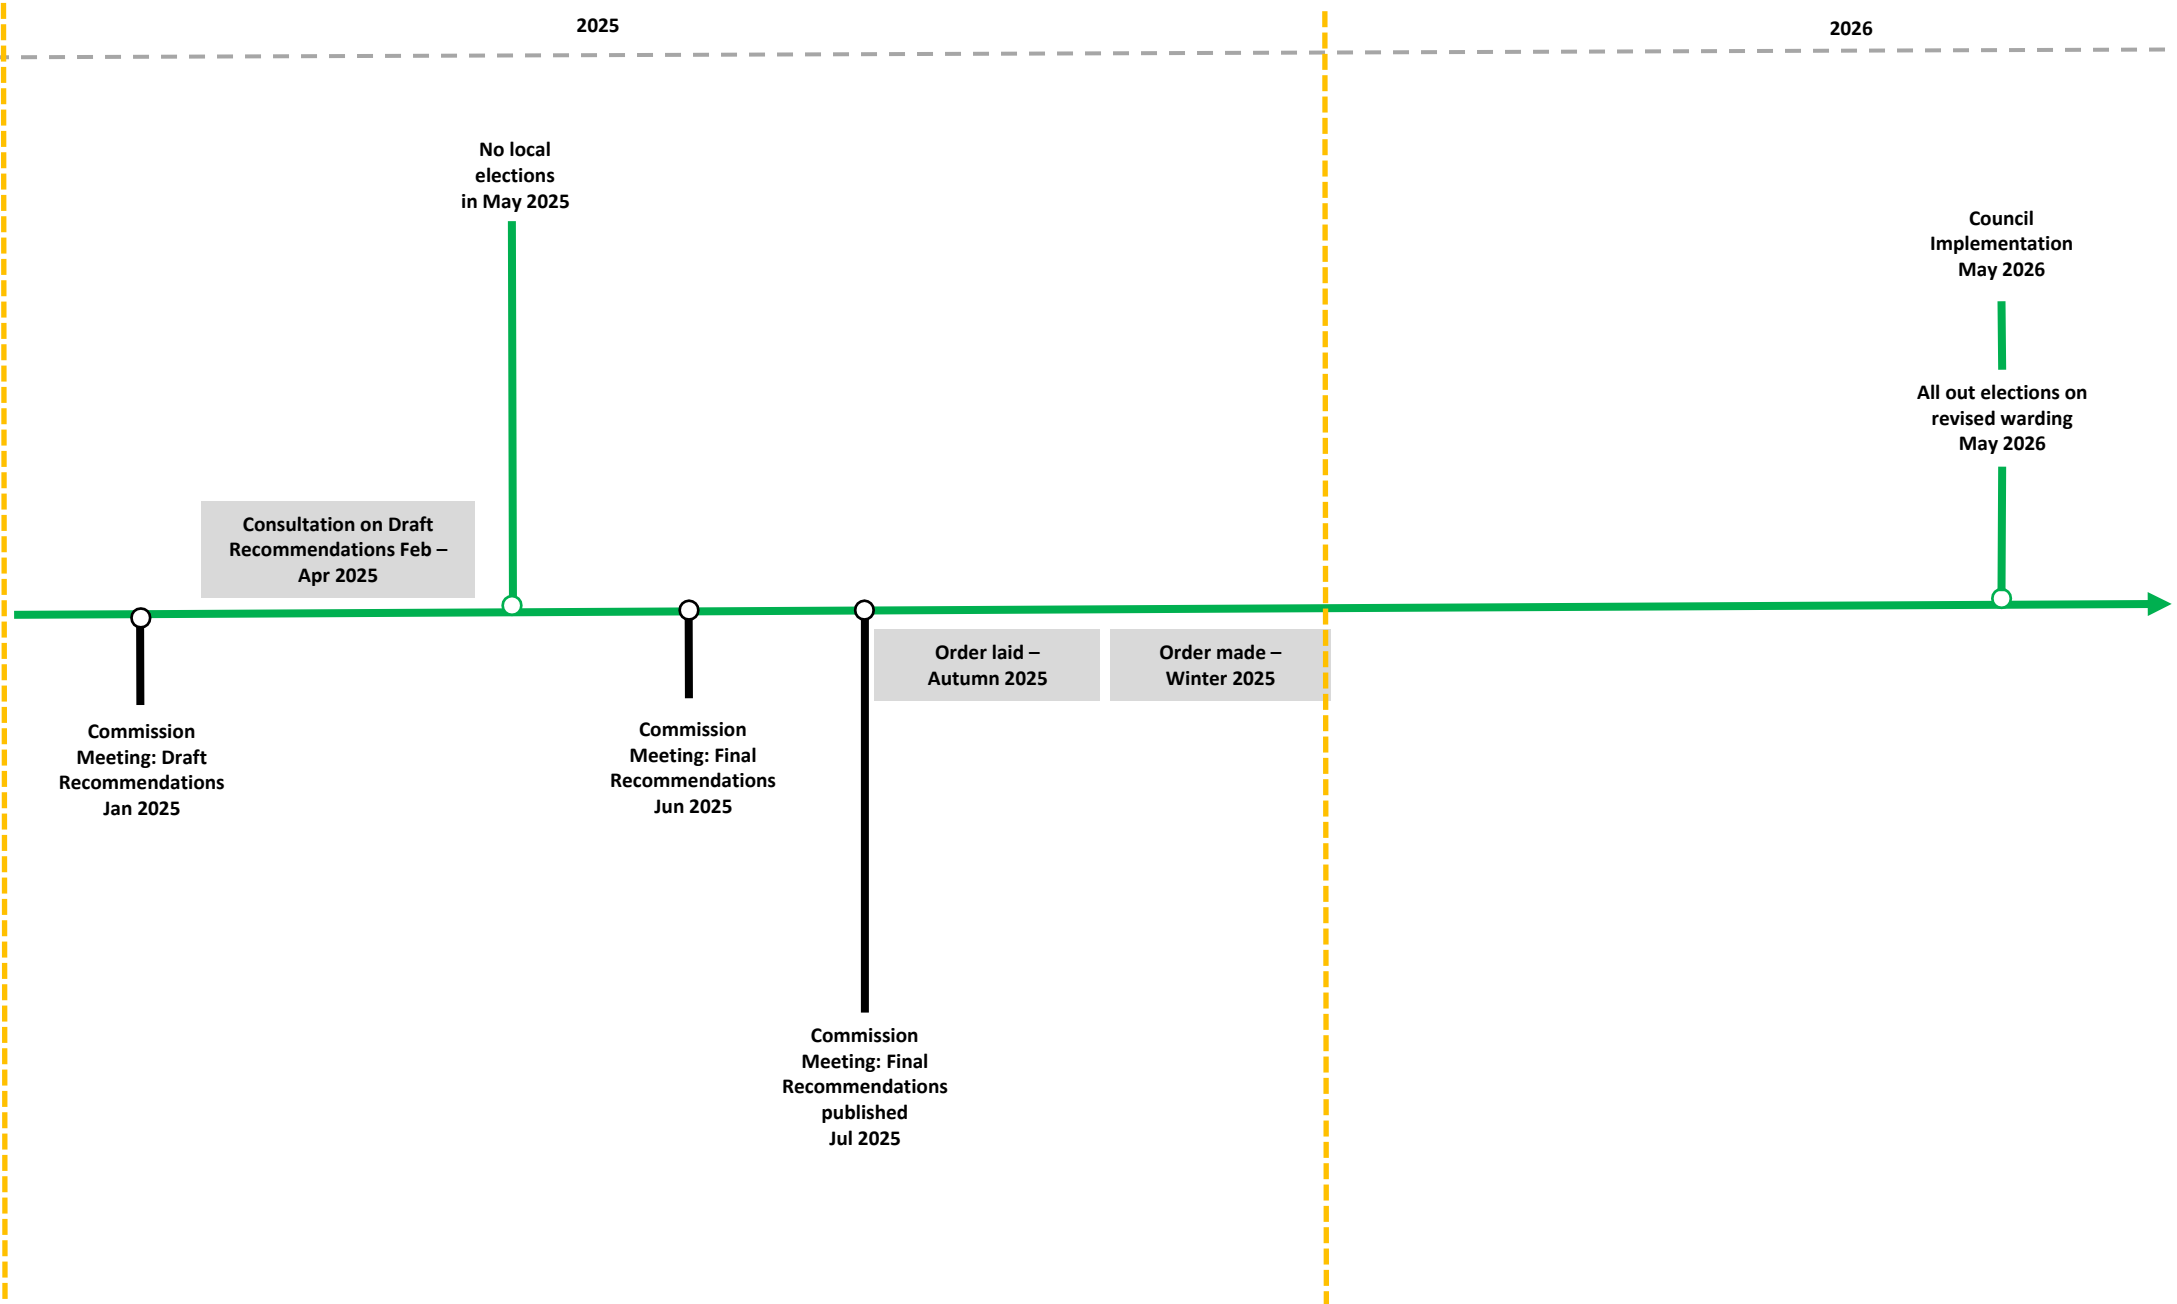 2025
2026
No local
elections
in May 2025
Council
Implementation
May 2026
All out elections on
revised warding
May 2026
Consultation on Draft
Recommendations Feb –
Apr 2025
Order laid –
Autumn 2025
Order made –
Winter 2025
Commission
Meeting: Draft
Recommendations
Jan 2025
Commission
Meeting: Final
Recommendations
Jun 2025
Commission
Meeting: Final
Recommendations
published
Jul 2025